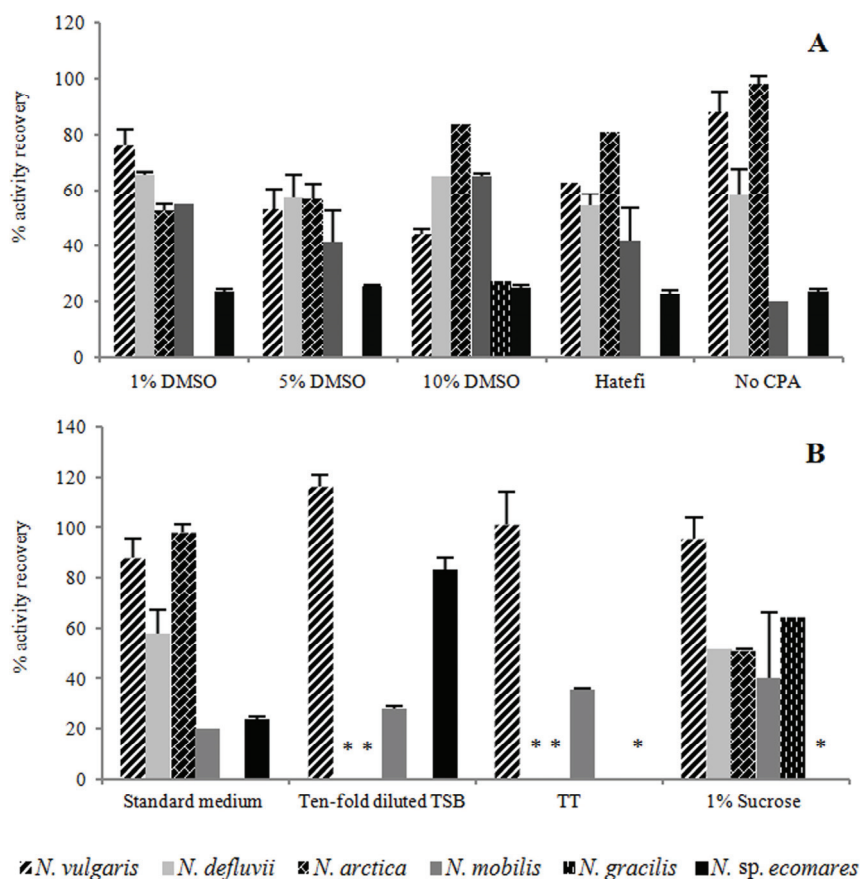 A
% activity recovery
120
100
80
60
40
20
0
1% DMSO 5% DMSO 10% DMSO Hatefi No CPA
B
% activity recovery
140
120
100
80
60
40
20
0
* * * * * *
Standard medium Ten-fold diluted TSB TT 1% Sucrose
N. vulgaris N. defluvii N. arctica N. mobilis N. gracilis N. sp. ecomares